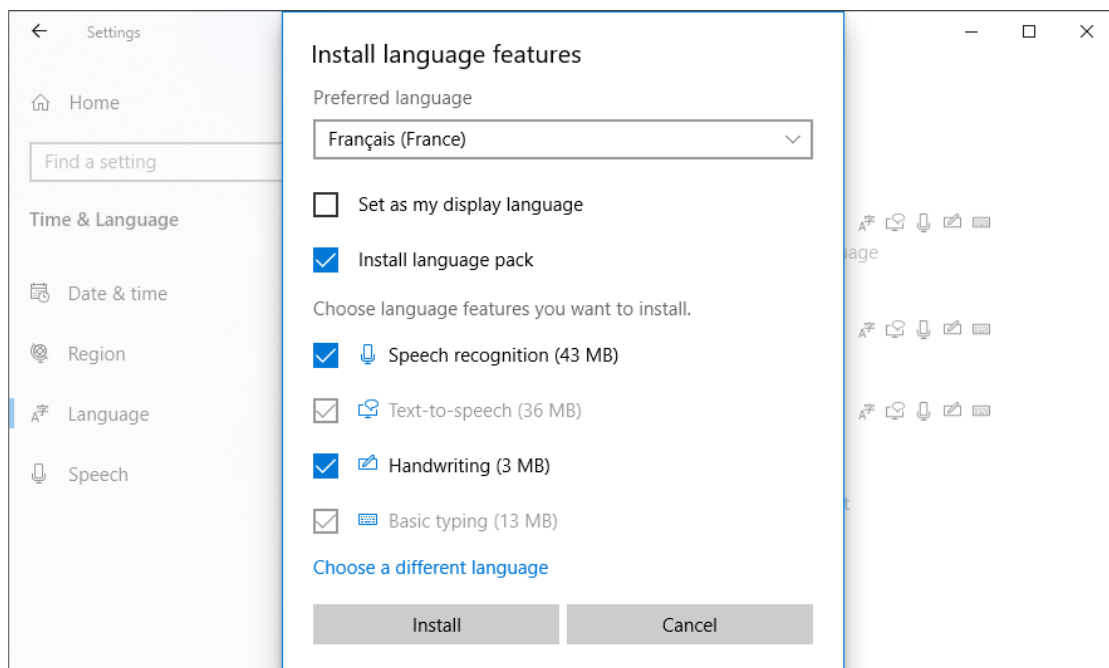 Settings
Home
Find a setting
Time & Language
Date & time
Region
Language
Speech
Install language features
Preferred language
Français (France)
Set as my display language
Install language pack
Choose language features you want to install.
Speech recognition (43 MB)
Text-to-speech (36 MB)
Handwriting (3 MB)
Basic typing (13 MB)
Choose a different language
Install
Cancel